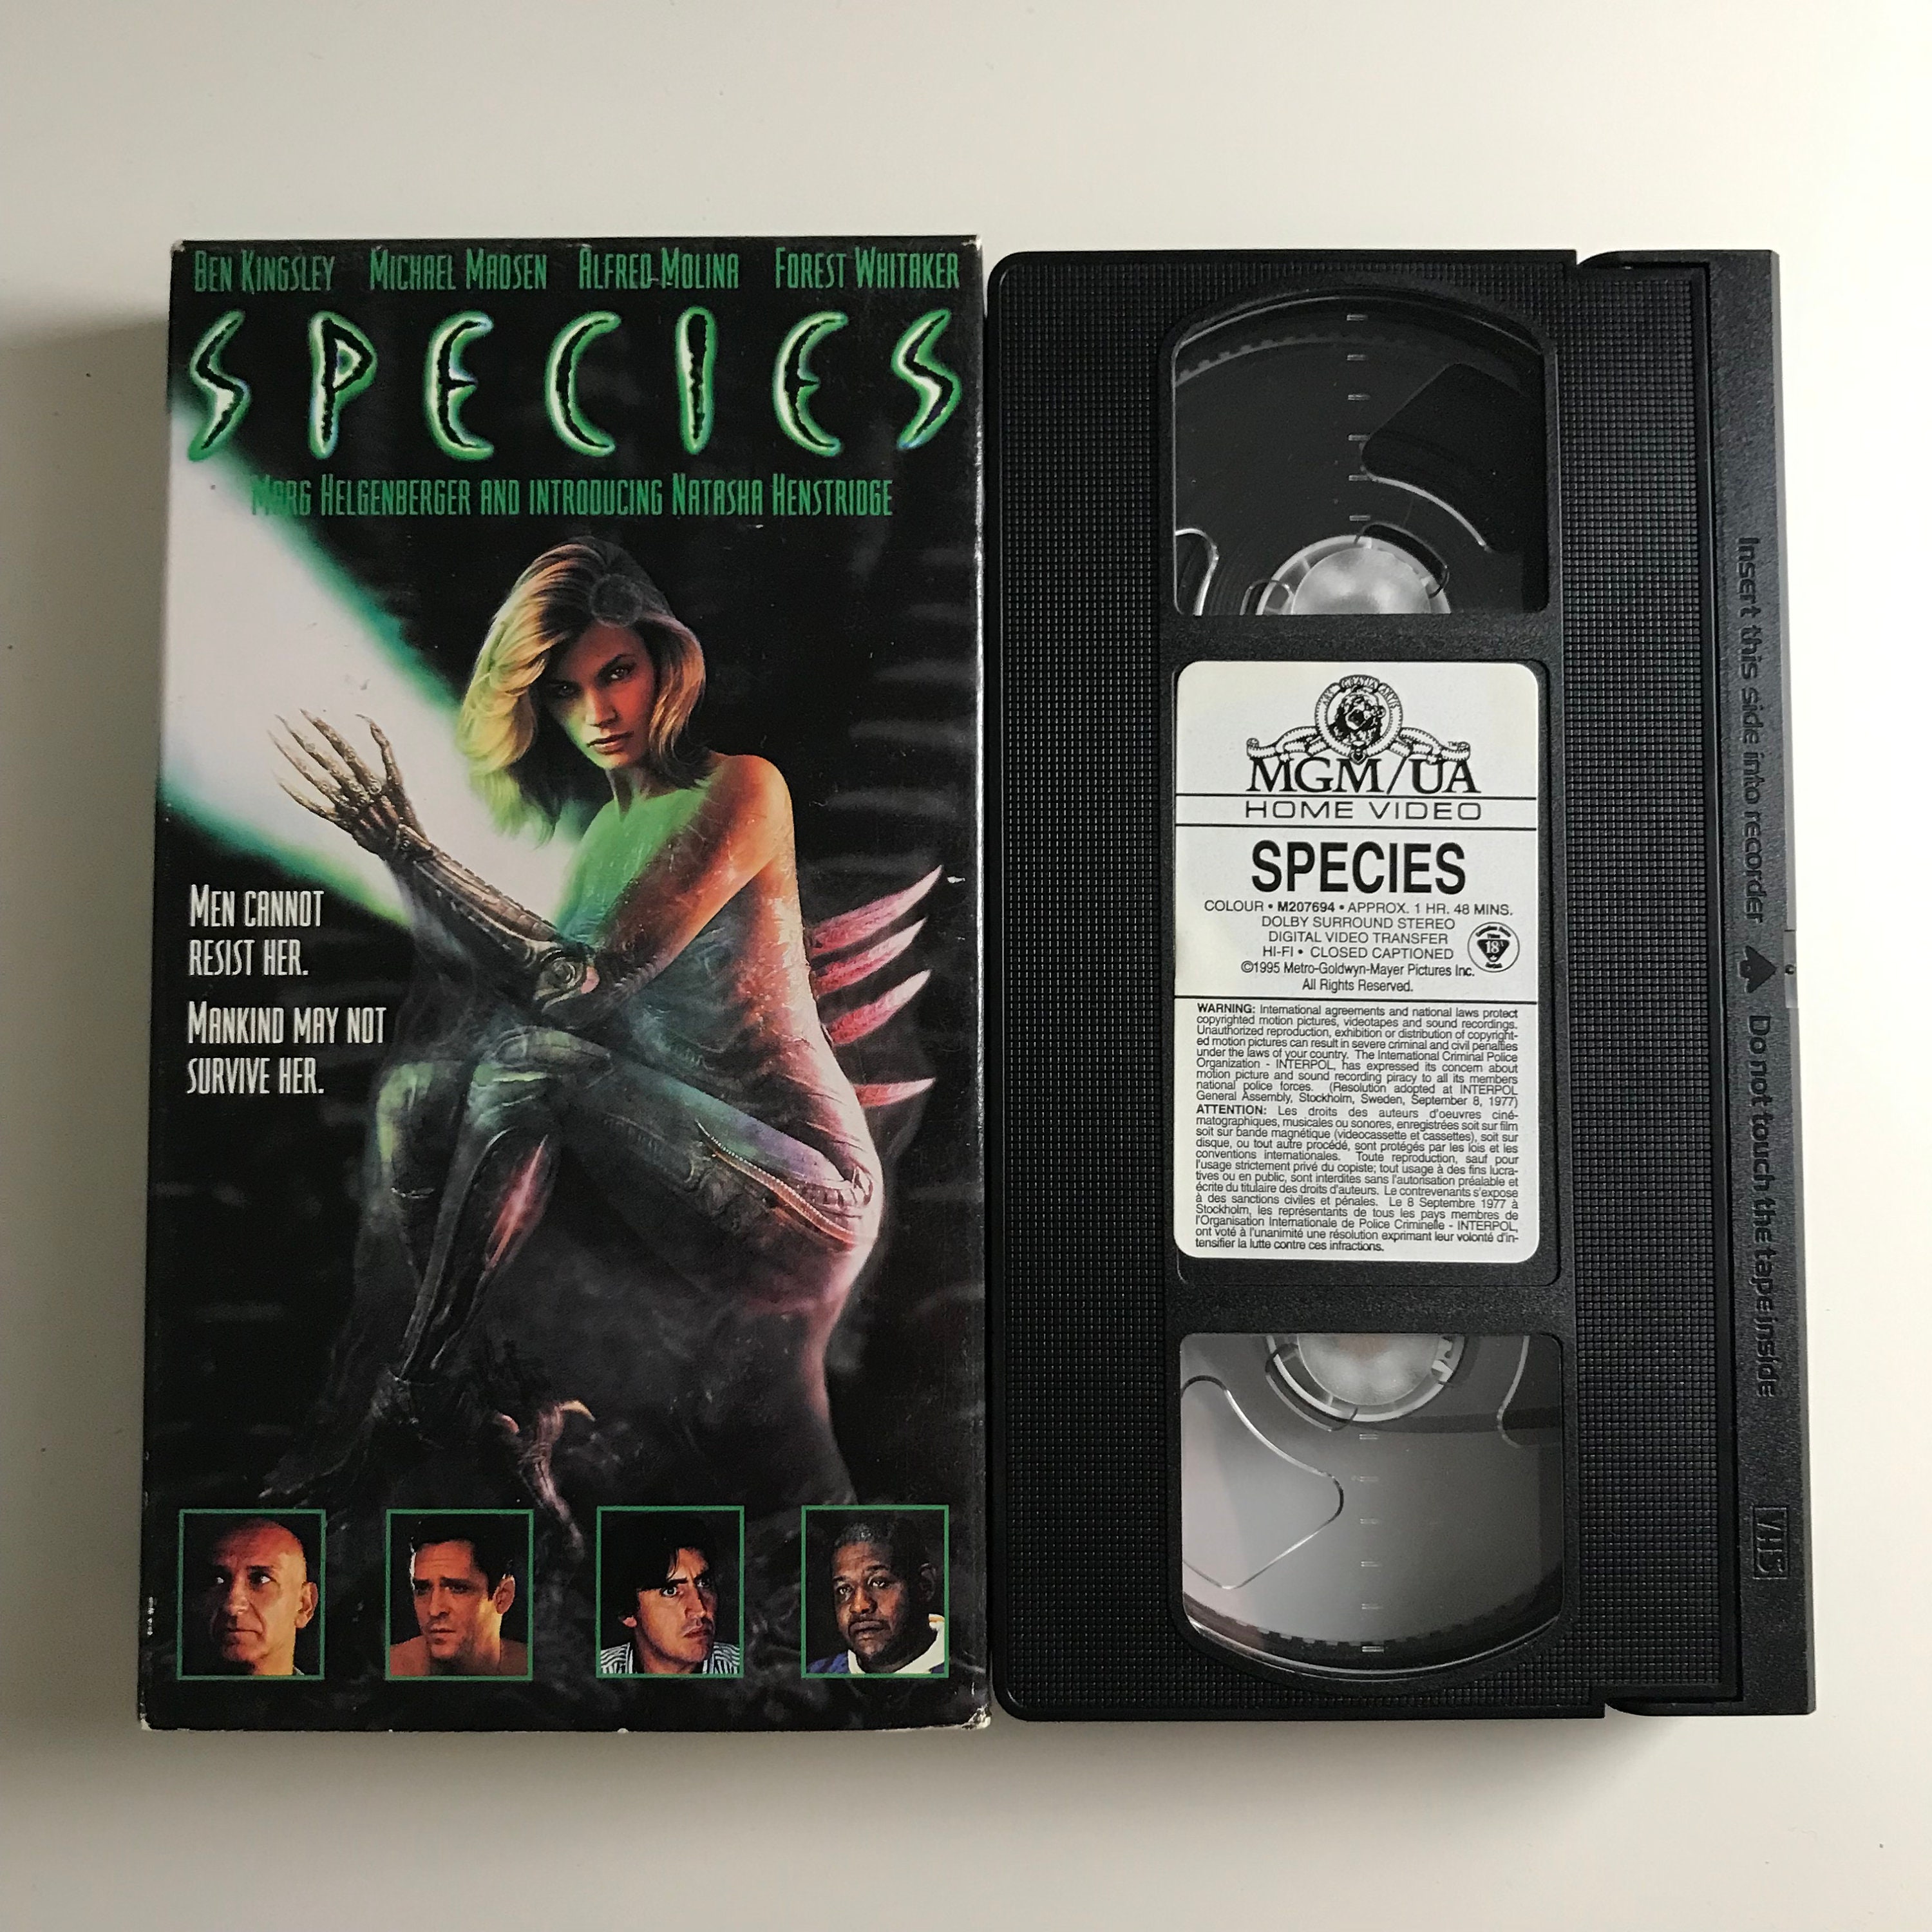 BEN KINGSLEY MICHAEL MADSEN ALFRED MOLINA FOREST WHITAKER
SPECIES
MARG HELGENBERGER AND INTRODUCING NATASHA HENSTRIDGE
MEN CANNOT
RESIST HER.
MANKIND MAY NOT
SURVIVE HER.
MGM/UA
HOME VIDEO
SPECIES
COLOUR • M207694 • APPROX. 1 HR. 48 MINS.
DOLBY SURROUND STEREO
DIGITAL VIDEO TRANSFER
HI-FI • CLOSED CAPTIONED
18
©1995 Metro-Goldwyn-Mayer Pictures Inc.
All Rights Reserved.
WARNING: International agreements and national laws protect
copyrighted motion pictures, videotapes and sound recordings.
Unauthorized reproduction, exhibition or distribution of copyright-
ed motion pictures can result in severe criminal and civil penalties
under the laws of your country. The International Criminal Police
Organization - INTERPOL, has expressed its concern about
motion picture and sound recording piracy to all its members
national police forces. (Resolution adopted at INTERPOL
General Assembly, Stockholm, Sweden, September 8, 1977)
ATTENTION: Les droits des auteurs d'oeuvres ciné-
matographiques, musicales ou sonores, enregistrées soit sur film
soit sur bande magnétique (videocassette et cassettes), soit sur
disque, ou tout autre procédé, sont protégés par les lois et les
conventions internationales. Toute reproduction, sauf pour
l'usage strictement privé du copiste; tout usage à des fins lucra-
tives ou en public, sont interdites sans l'autorisation préalable et
écrite du titulaire des droits d'auteurs. Le contrevenants s'expose
à des sanctions civiles et pénales. Le 8 Septembre 1977 à
Stockholm, les représentants de tous les pays membres de
l'Organisation Internationale de Police Criminelle - INTERPOL,
ont voté à l'unanimité une résolution exprimant leur volonté d'in-
tensifier la lutte contre ces infractions.
Insert this side into recorder Do not touch the tape inside
VHS